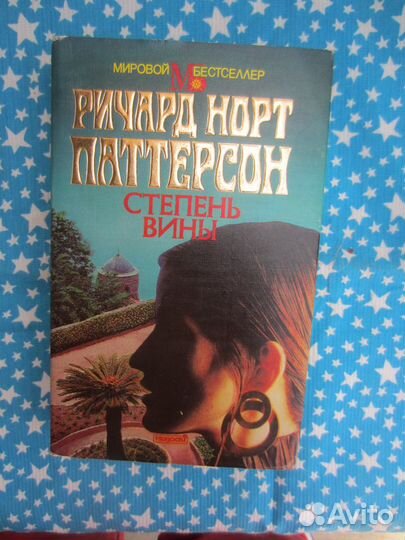 МИРОВОЙ М БЕСТСЕЛЛЕР
РИЧАРД НОРТ
ПАТТЕРСОН
СТЕПЕНЬ
ВИНЫ
Avito